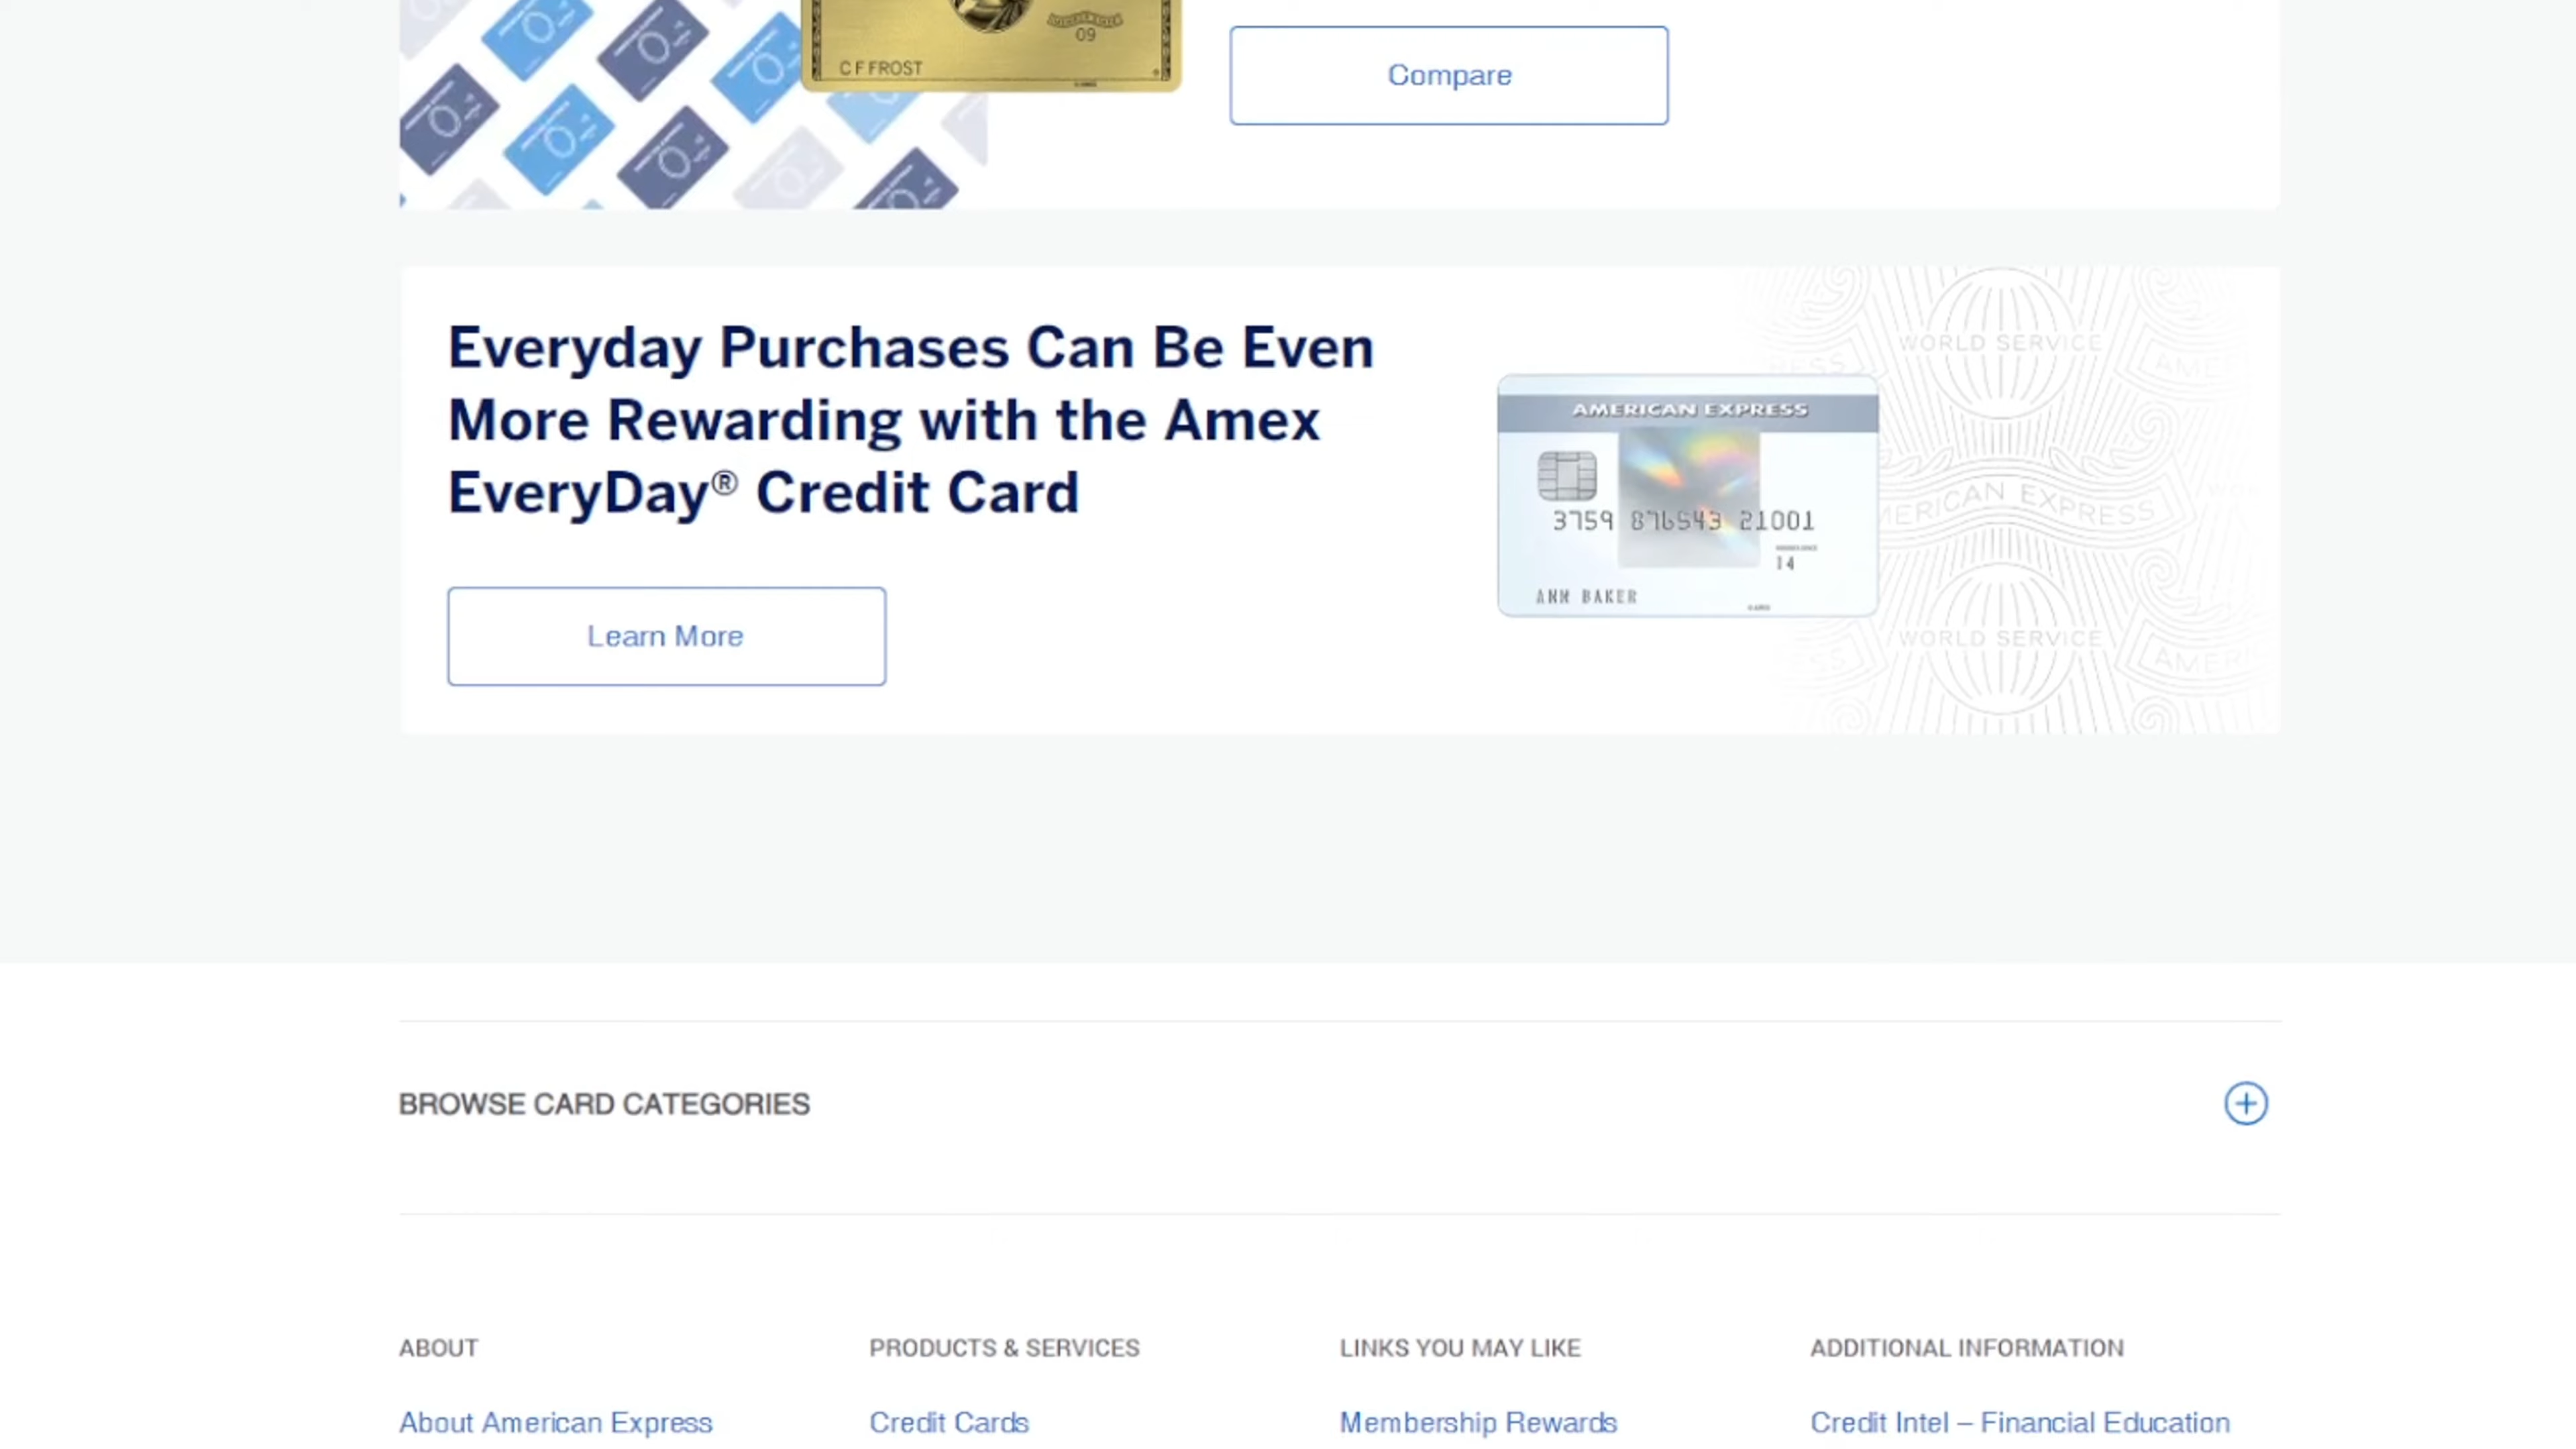 09
C F FROST
Compare
Everyday Purchases Can Be Even
More Rewarding with the Amex
EveryDay® Credit Card
Learn More
AMERICAN EXPRESS
3759 876543 21001
14
ANN BAKER
WORLD SERVICE
AMERICAN EXPRESS
WORLD SERVICE
BROWSE CARD CATEGORIES
ABOUT
PRODUCTS & SERVICES
LINKS YOU MAY LIKE
ADDITIONAL INFORMATION
About American Express
Credit Cards
Membership Rewards
Credit Intel – Financial Education